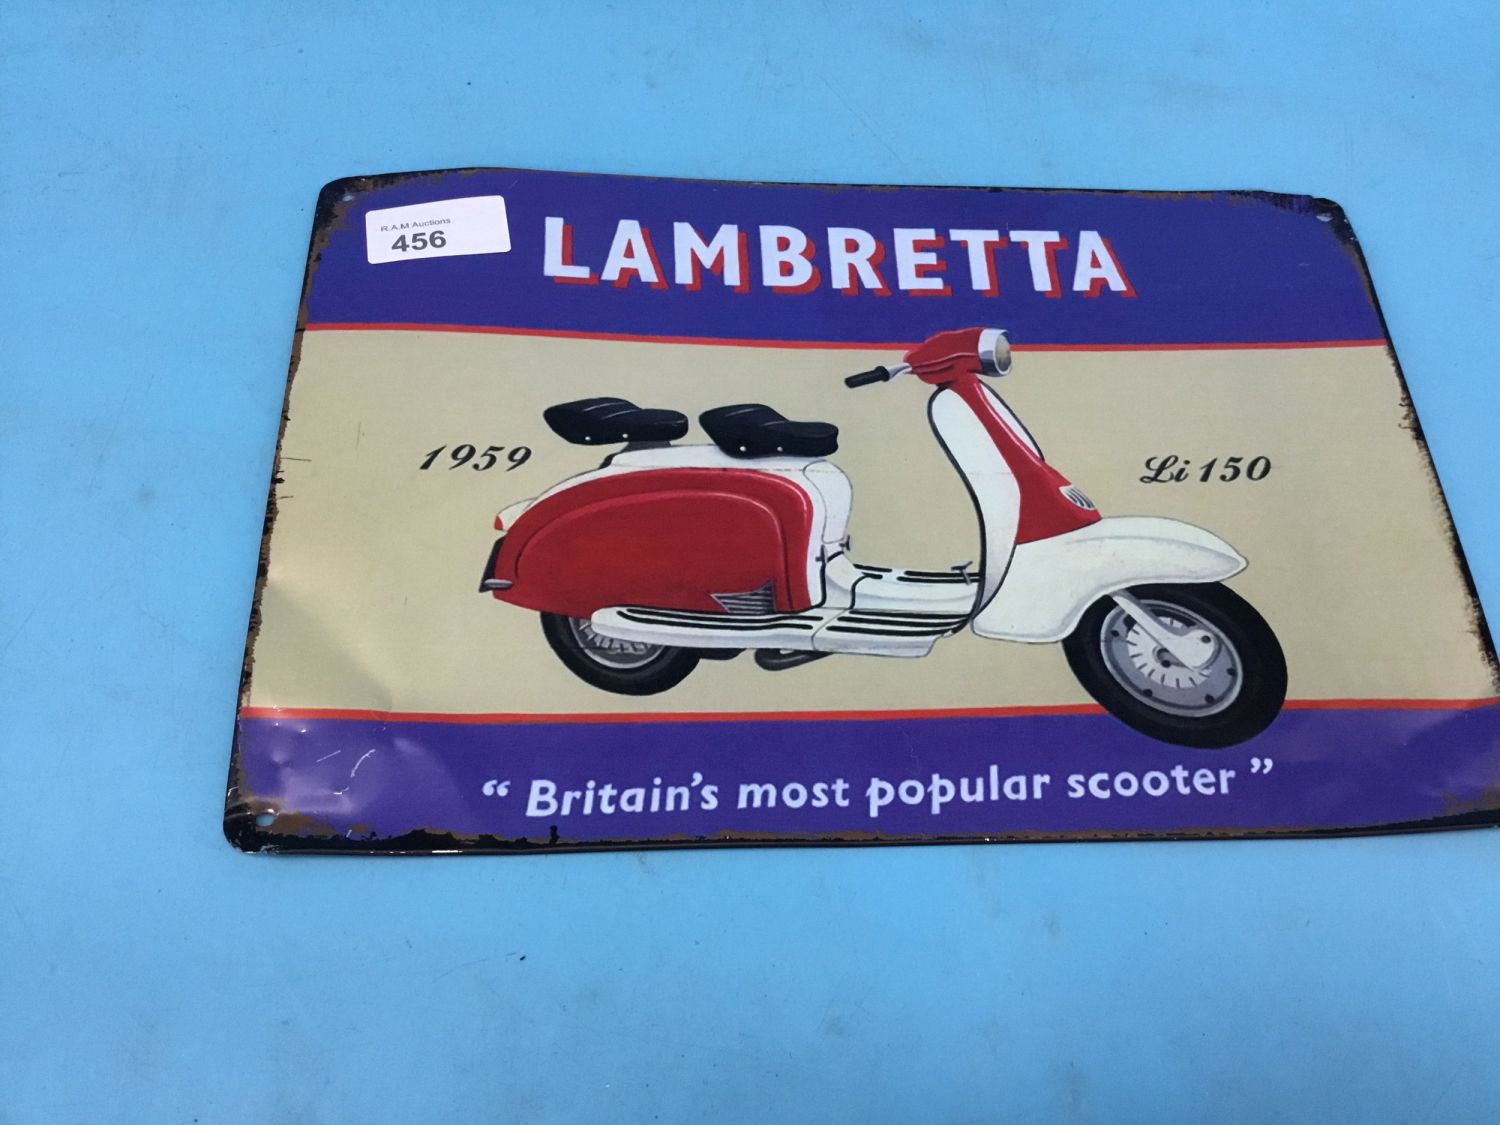 R.A.M Auctions
456
LAMBRETTA
1959
Li 150
“ Britain's most popular scooter ”